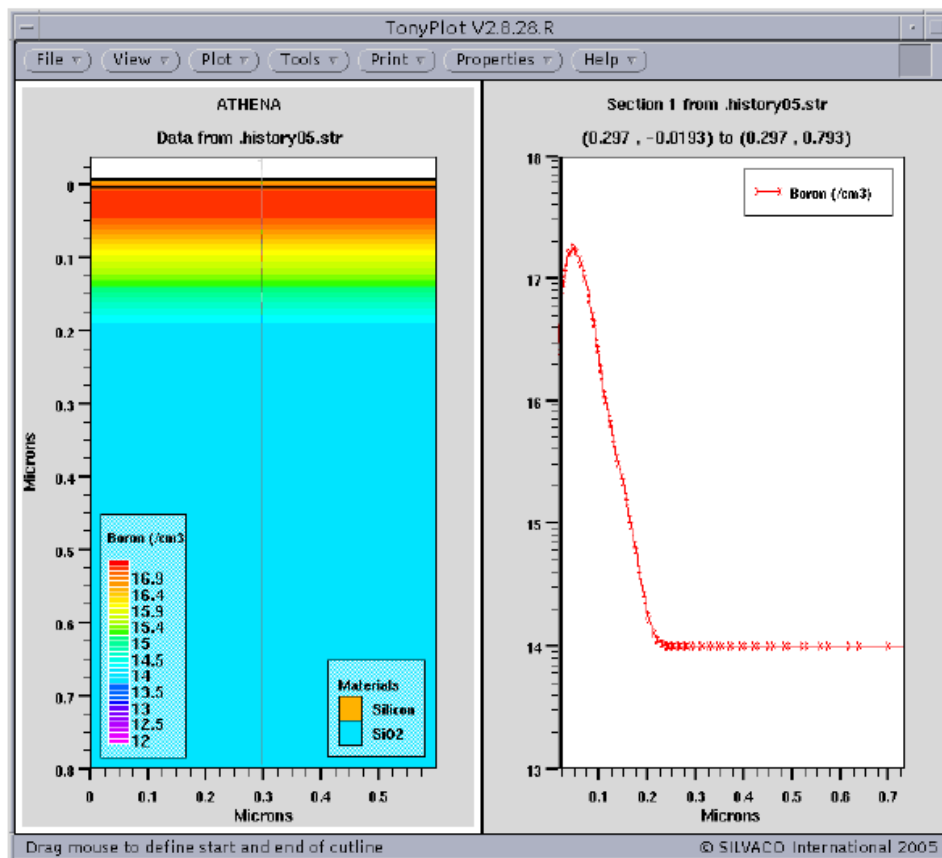 TonyPlot V2.8.28.R
File View Plot Tools Print Properties Help
ATHENA
Data from .history05.str
0
0.1
0.2
0.3
0.4
0.5
0.6
0.7
0.8
Microns
Boron (/cm3
16.9
16.4
15.9
15.4
15
14.5
14
13.5
13
12.5
12
Materials
Silicon
SiO2
0 0.1 0.2 0.3 0.4 0.5
Microns
Section 1 from .history05.str
(0.297 , -0.0193) to (0.297 , 0.793)
Boron (/cm3)
18
17
16
15
14
13
0.1 0.2 0.3 0.4 0.5 0.6 0.7
Microns
Drag mouse to define start and end of cutline
© SILVACO International 2005